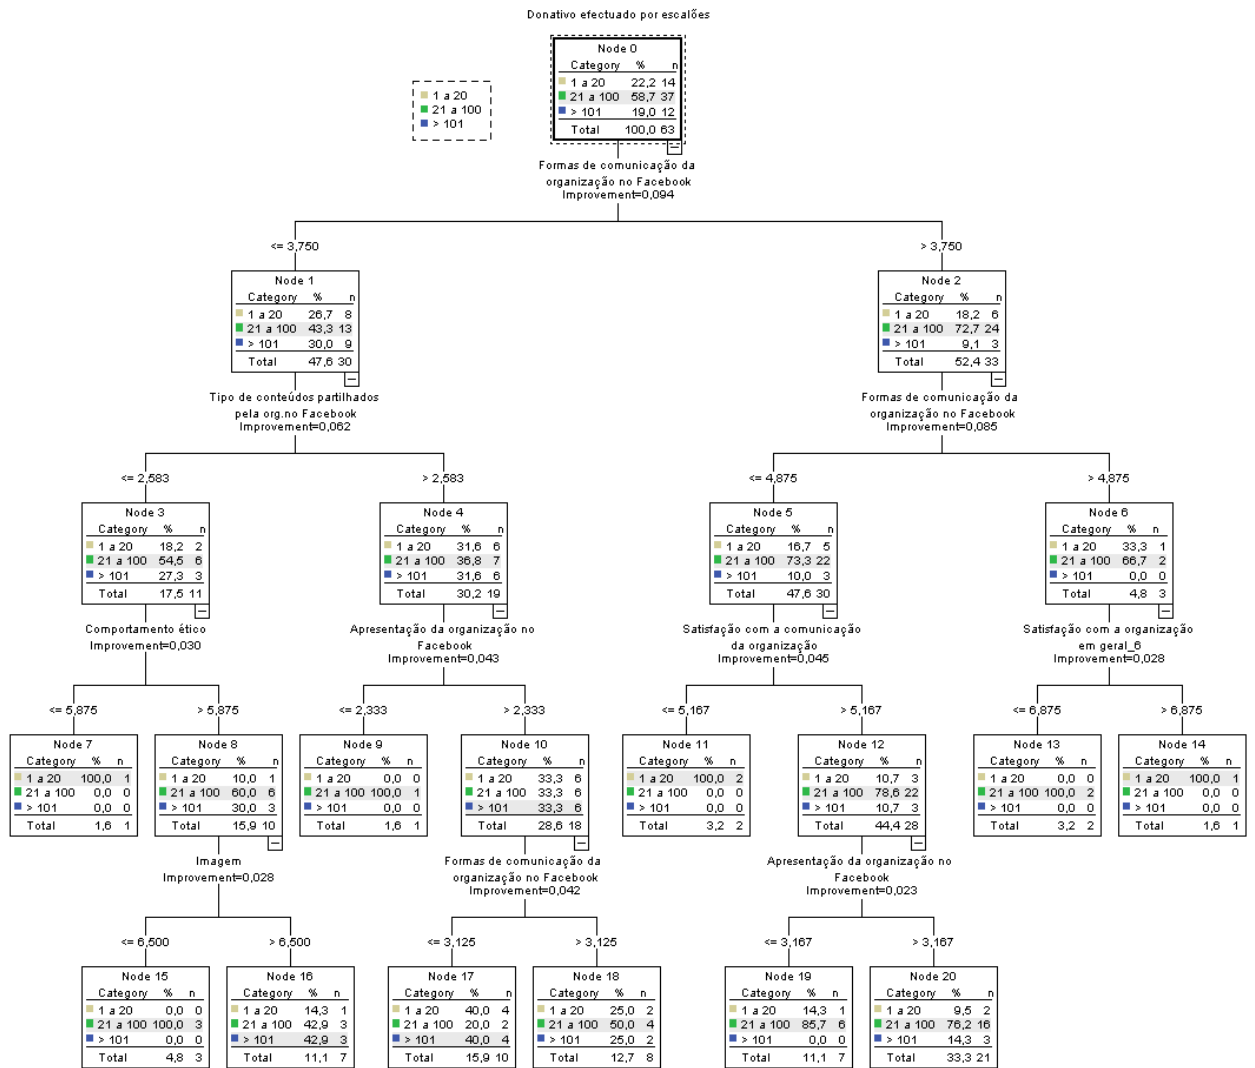 Donativo efectuado por escalões
1 a 20
21 a 100
> 101
Node 0
Category % n
1 a 20 22,2 14
21 a 100 58,7 37
> 101 19,0 12
Total 100,0 63
Formas de comunicação da
organização no Facebook
Improvement=0,094
<= 3,750
> 3,750
Node 1
Category % n
1 a 20 26,7 8
21 a 100 43,3 13
> 101 30,0 9
Total 47,6 30
Node 2
Category % n
1 a 20 18,2 6
21 a 100 72,7 24
> 101 9,1 3
Total 52,4 33
Tipo de conteúdos partilhados
pela org.no Facebook
Improvement=0,062
Formas de comunicação da
organização no Facebook
Improvement=0,085
<= 2,583
> 2,583
<= 4,875
> 4,875
Node 3
Category % n
1 a 20 18,2 2
21 a 100 54,5 6
> 101 27,3 3
Total 17,5 11
Node 4
Category % n
1 a 20 31,6 6
21 a 100 36,8 7
> 101 31,6 6
Total 30,2 19
Node 5
Category % n
1 a 20 16,7 5
21 a 100 73,3 22
> 101 10,0 3
Total 47,6 30
Node 6
Category % n
1 a 20 33,3 1
21 a 100 66,7 2
> 101 0,0 0
Total 4,8 3
Comportamento ético
Improvement=0,030
Apresentação da organização no
Facebook
Improvement=0,043
Satisfação com a comunicação
da organização
Improvement=0,045
Satisfação com a organização
em geral_6
Improvement=0,028
<= 5,875
> 5,875
<= 2,333
> 2,333
<= 5,167
> 5,167
<= 6,875
> 6,875
Node 7
Category % n
1 a 20 100,0 1
21 a 100 0,0 0
> 101 0,0 0
Total 1,6 1
Node 8
Category % n
1 a 20 10,0 1
21 a 100 60,0 6
> 101 30,0 3
Total 15,9 10
Node 9
Category % n
1 a 20 0,0 0
21 a 100 100,0 1
> 101 0,0 0
Total 1,6 1
Node 10
Category % n
1 a 20 33,3 6
21 a 100 33,3 6
> 101 33,3 6
Total 28,6 18
Node 11
Category % n
1 a 20 100,0 2
21 a 100 0,0 0
> 101 0,0 0
Total 3,2 2
Node 12
Category % n
1 a 20 10,7 3
21 a 100 78,6 22
> 101 10,7 3
Total 44,4 28
Node 13
Category % n
1 a 20 0,0 0
21 a 100 100,0 2
> 101 0,0 0
Total 3,2 2
Node 14
Category % n
1 a 20 100,0 1
21 a 100 0,0 0
> 101 0,0 0
Total 1,6 1
Imagem
Improvement=0,028
Formas de comunicação da
organização no Facebook
Improvement=0,042
Apresentação da organização no
Facebook
Improvement=0,023
<= 6,500
> 6,500
<= 3,125
> 3,125
<= 3,167
> 3,167
Node 15
Category % n
1 a 20 0,0 0
21 a 100 100,0 3
> 101 0,0 0
Total 4,8 3
Node 16
Category % n
1 a 20 14,3 1
21 a 100 42,9 3
> 101 42,9 3
Total 11,1 7
Node 17
Category % n
1 a 20 40,0 4
21 a 100 20,0 2
> 101 40,0 4
Total 15,9 10
Node 18
Category % n
1 a 20 25,0 2
21 a 100 50,0 4
> 101 25,0 2
Total 12,7 8
Node 19
Category % n
1 a 20 14,3 1
21 a 100 85,7 6
> 101 0,0 0
Total 11,1 7
Node 20
Category % n
1 a 20 9,5 2
21 a 100 76,2 16
> 101 14,3 3
Total 33,3 21